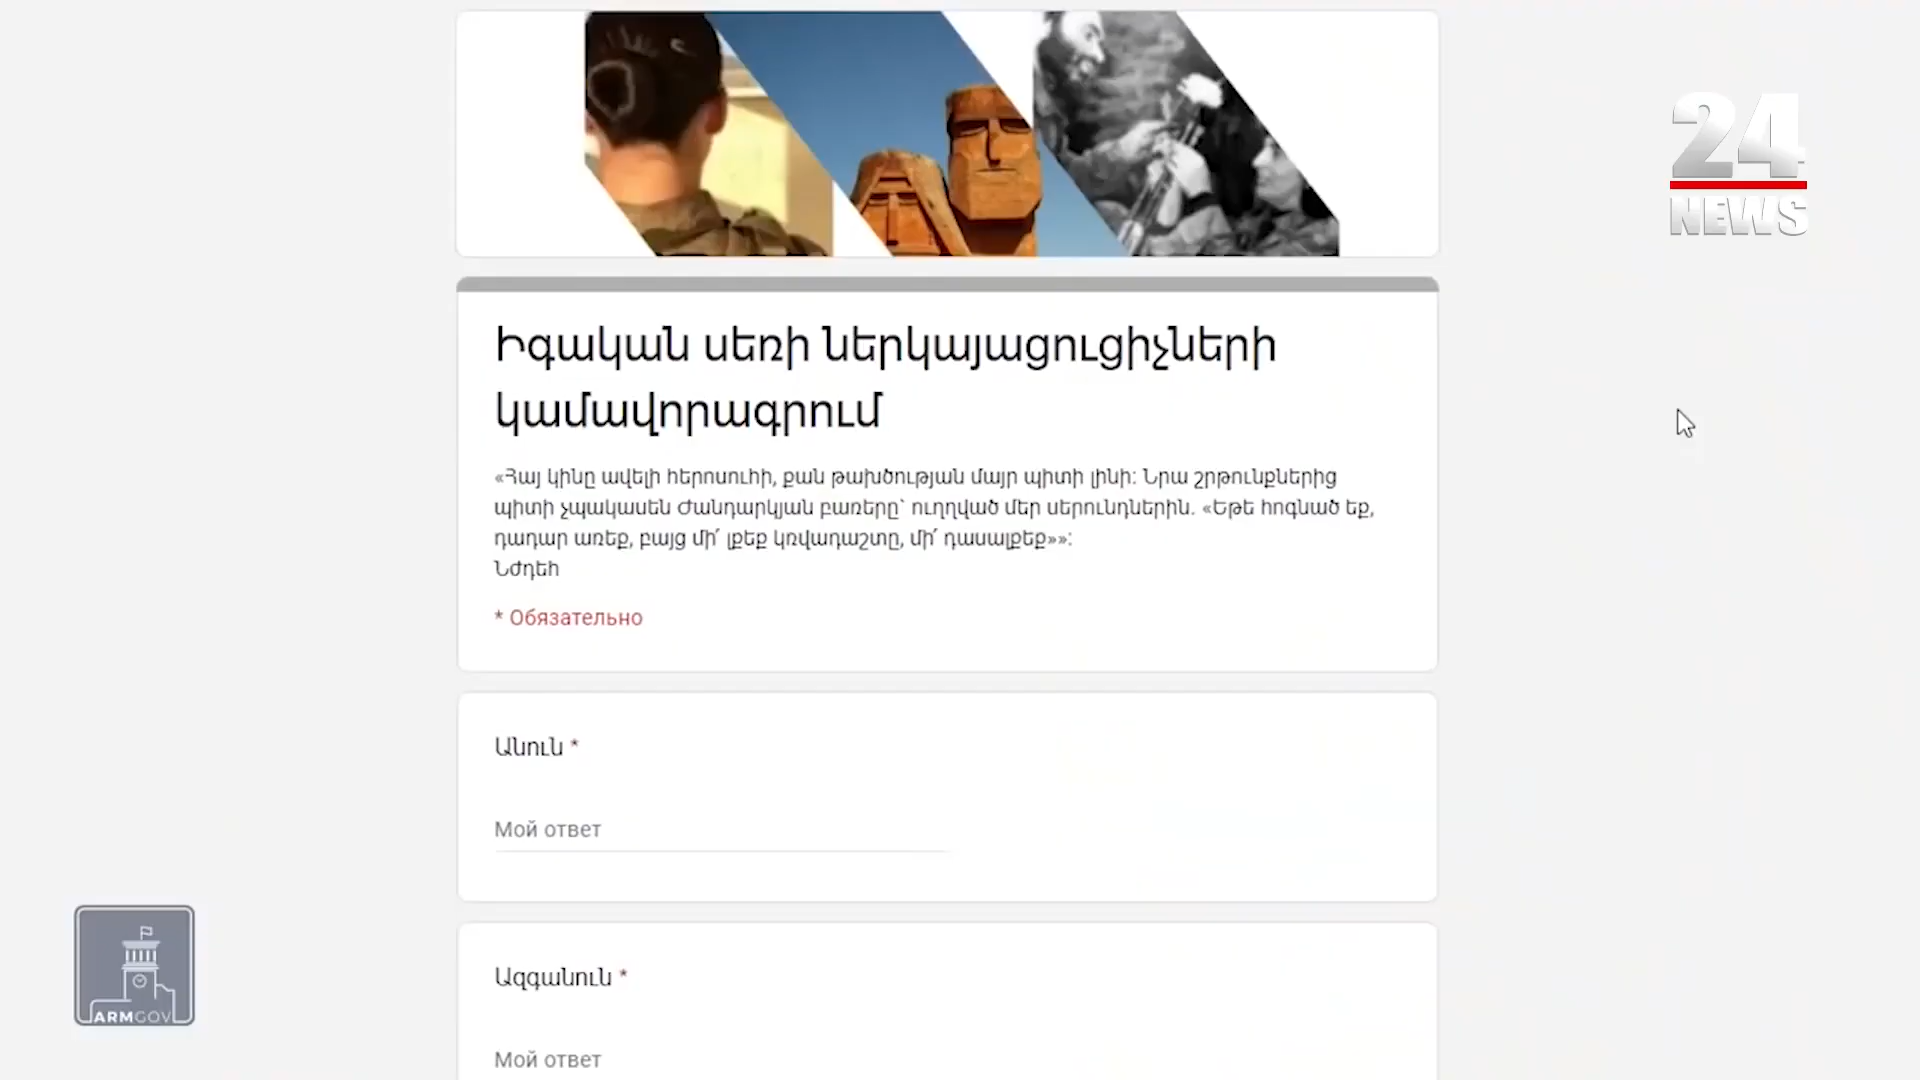 24
NEWS
Իգական սեռի ներկայացուցիչների
կամավորագրում
«Հայ կինը ավելի հերոսուհի, քան թախծության մայր պիտի լինի: Նրա շրթունքներից
պիտի չպակասեն Ժանդարկյան բառերը՝ ուղղված մեր սերունդներին. «Եթե հոգնած եք,
դադար առեք, բայց մի՛ լքեք կռվադաշտը, մի՛ դասալքեք»»:
Նժդեհ
* Обязательно
Անուն *
Мой ответ
Ազգանուն *
Мой ответ
ARMGOV